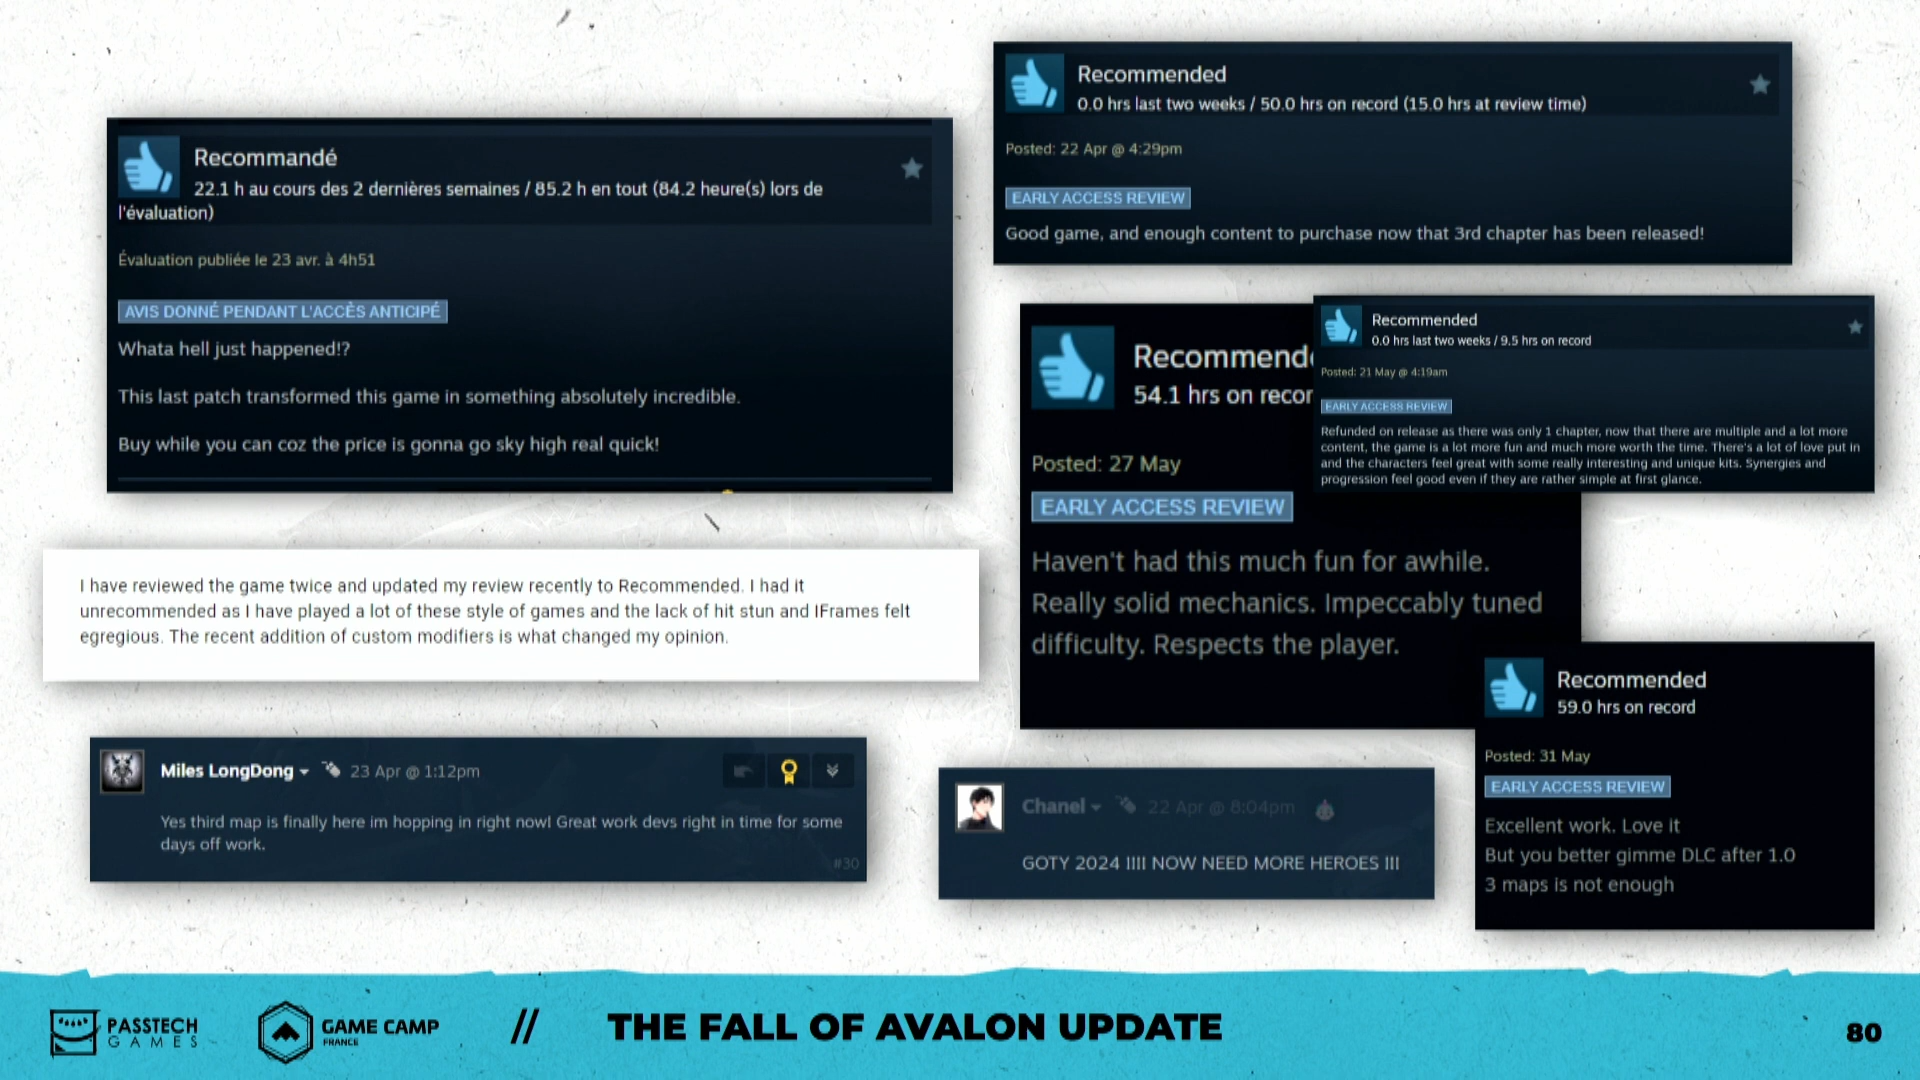 Recommandé
22.1 h au cours des 2 dernières semaines / 85.2 h en tout (84.2 heure(s) lors de
l'évaluation)
Évaluation publiée le 23 avr. à 4h51
AVIS DONNÉ PENDANT L'ACCÈS ANTICIPÉ
Whata hell just happened!?
This last patch transformed this game in something absolutely incredible.
Buy while you can coz the price is gonna go sky high real quick!
Recommended
0.0 hrs last two weeks / 50.0 hrs on record (15.0 hrs at review time)
Posted: 22 Apr @ 4:29pm
EARLY ACCESS REVIEW
Good game, and enough content to purchase now that 3rd chapter has been released!
Recommende
54.1 hrs on recor
Posted: 27 May
EARLY ACCESS REVIEW
Haven't had this much fun for awhile.
Really solid mechanics. Impeccably tuned
difficulty. Respects the player.
Recommended
0.0 hrs last two weeks / 9.5 hrs on record
Posted: 21 May @ 4:19am
EARLY ACCESS REVIEW
Refunded on release as there was only 1 chapter, now that there are multiple and a lot more
content, the game is a lot more fun and much more worth the time. There's a lot of love put in
and the characters feel great with some really interesting and unique kits. Synergies and
progression feel good even if they are rather simple at first glance.
I have reviewed the game twice and updated my review recently to Recommended. I had it
unrecommended as I have played a lot of these style of games and the lack of hit stun and IFrames felt
egregious. The recent addition of custom modifiers is what changed my opinion.
Miles LongDong 23 Apr @ 1:12pm
Yes third map is finally here im hopping in right now! Great work devs right in time for some
days off work.
#30
Chanel 22 Apr @ 8:04pm
GOTY 2024 !!!! NOW NEED MORE HEROES !!!
Recommended
59.0 hrs on record
Posted: 31 May
EARLY ACCESS REVIEW
Excellent work. Love it
But you better gimme DLC after 1.0
3 maps is not enough
PASSTECH
GAMES
GAME CAMP
FRANCE
// THE FALL OF AVALON UPDATE
80